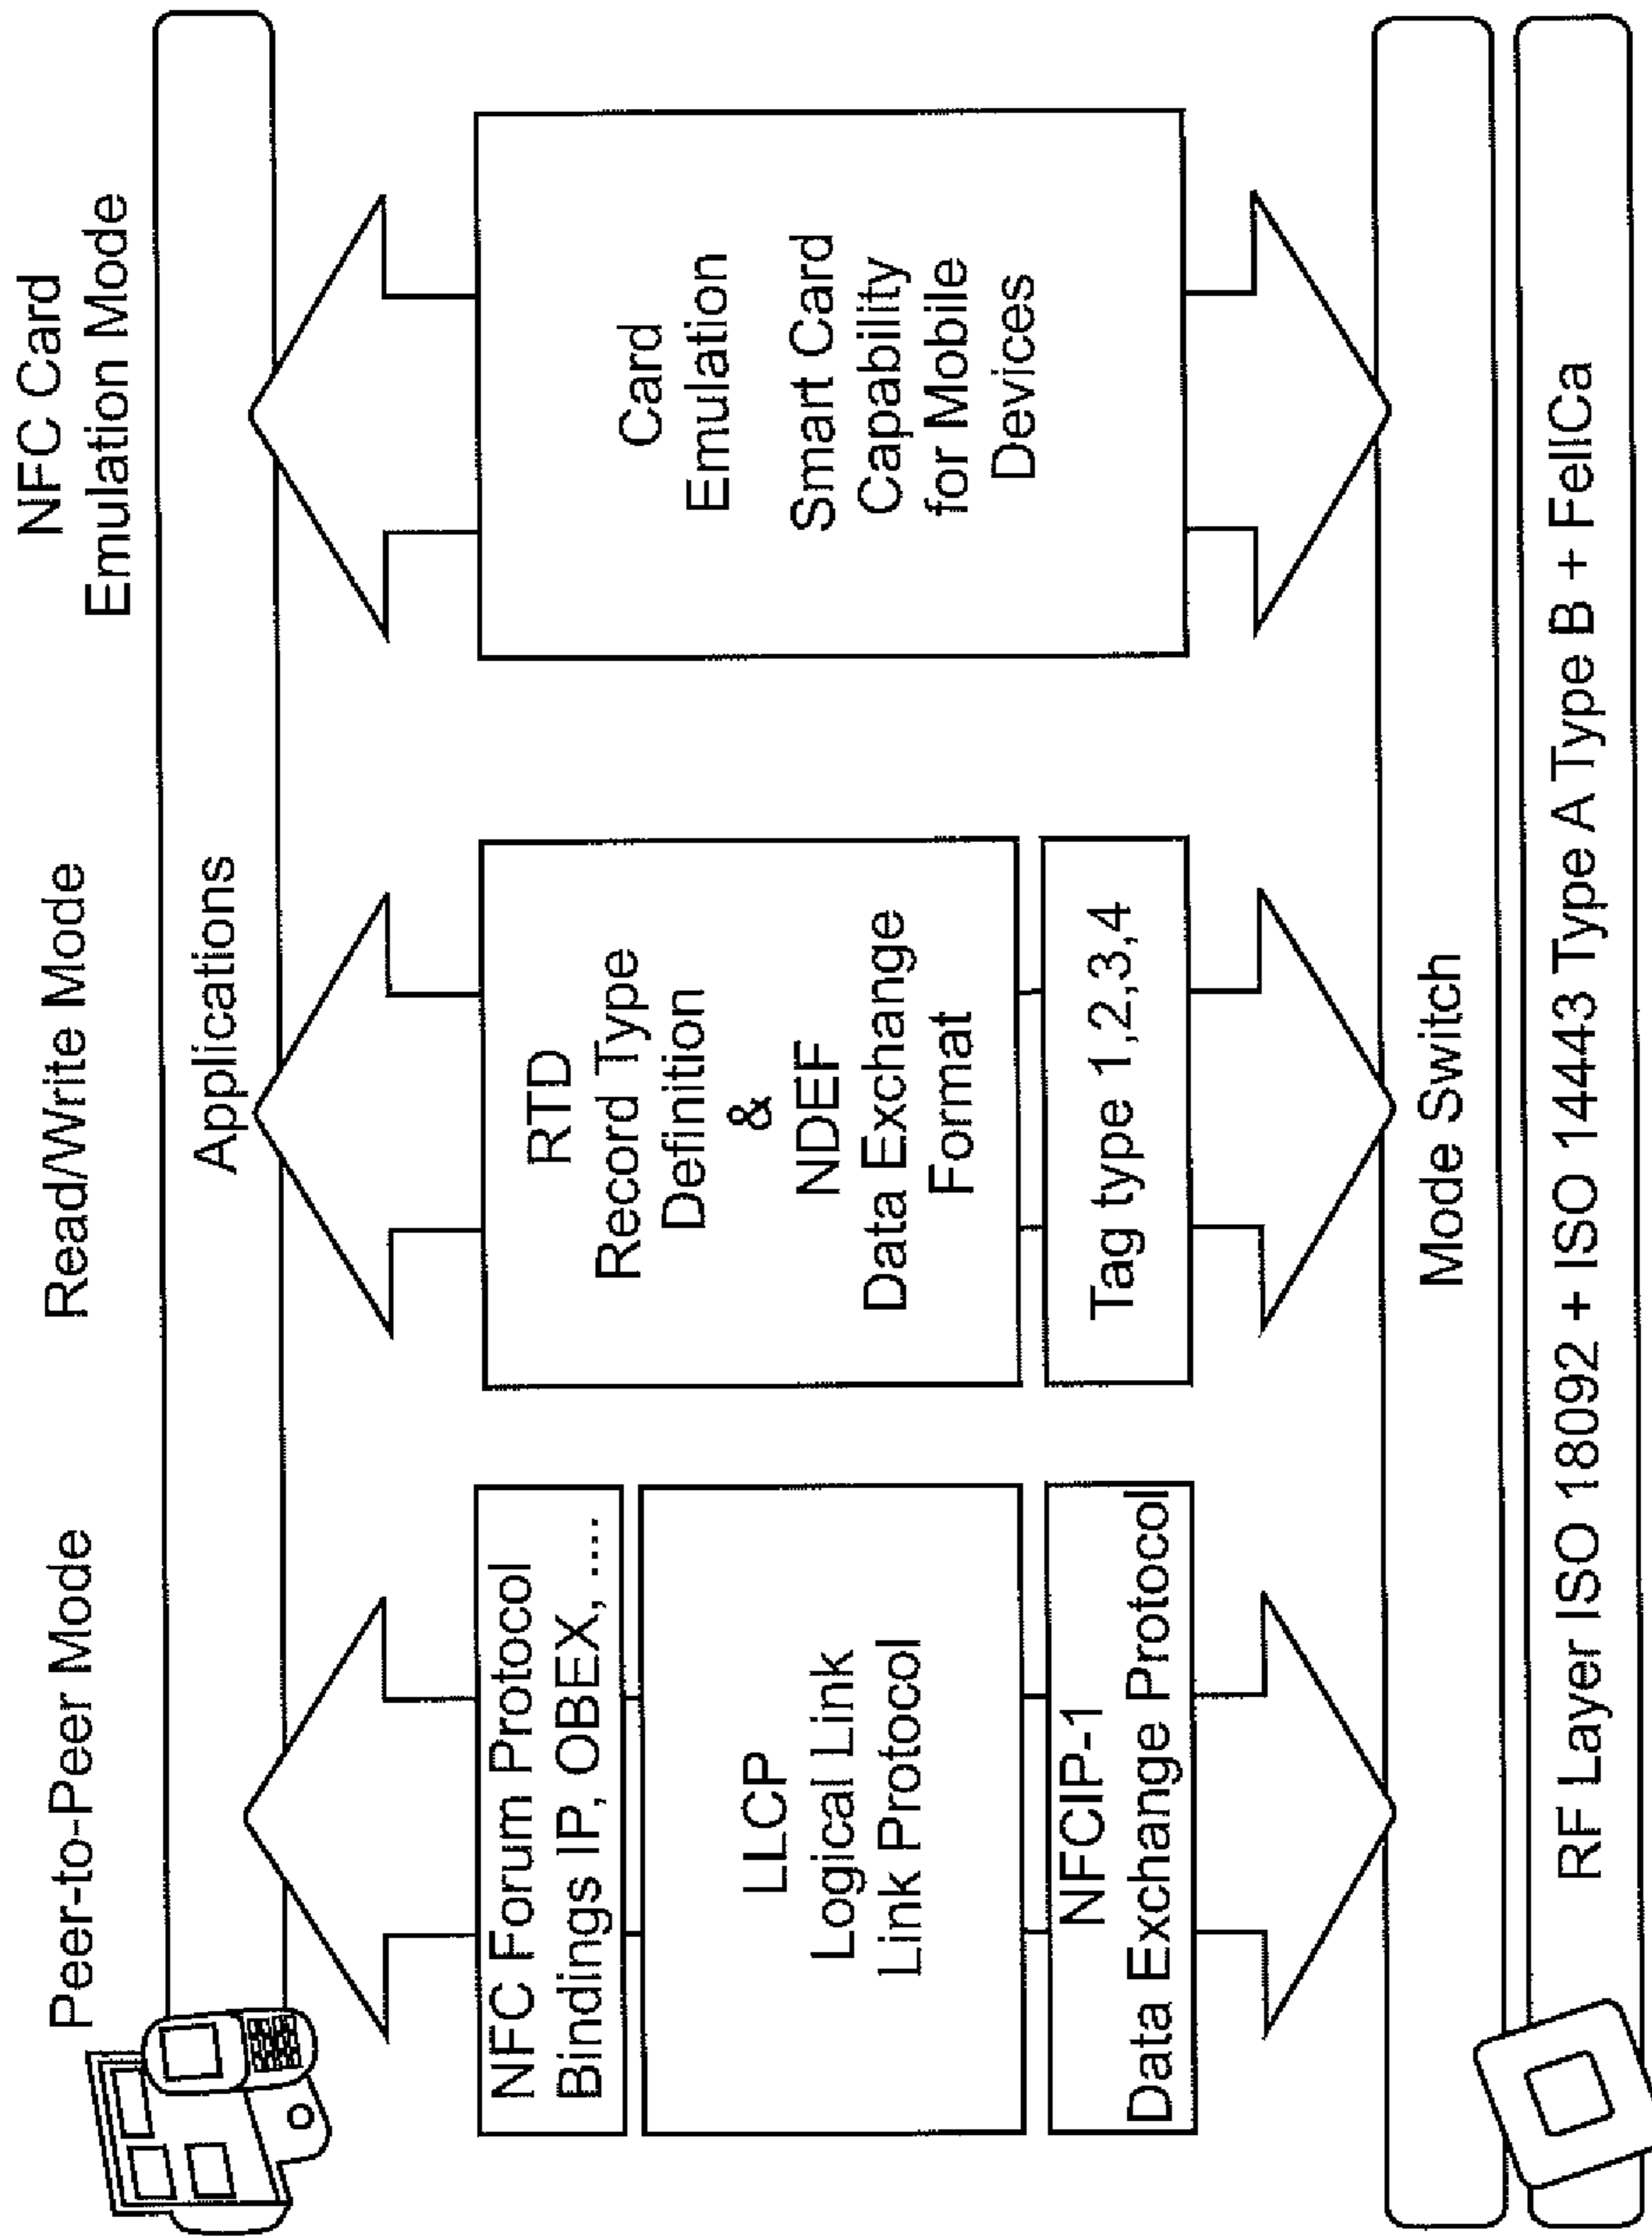 Peer-to-Peer Mode
Read/Write Mode
NFC Card
Emulation Mode
Applications
NFC Forum Protocol
Bindings IP, OBEX, ....
LLCP
Logical Link
Link Protocol
NFCIP-1
Data Exchange Protocol
RTD
Record Type
Definition
&
NDEF
Data Exchange
Format
Tag type 1,2,3,4
Card
Emulation
Smart Card
Capability
for Mobile
Devices
Mode Switch
RF Layer ISO 18092 + ISO 14443 Type A Type B + FellCa